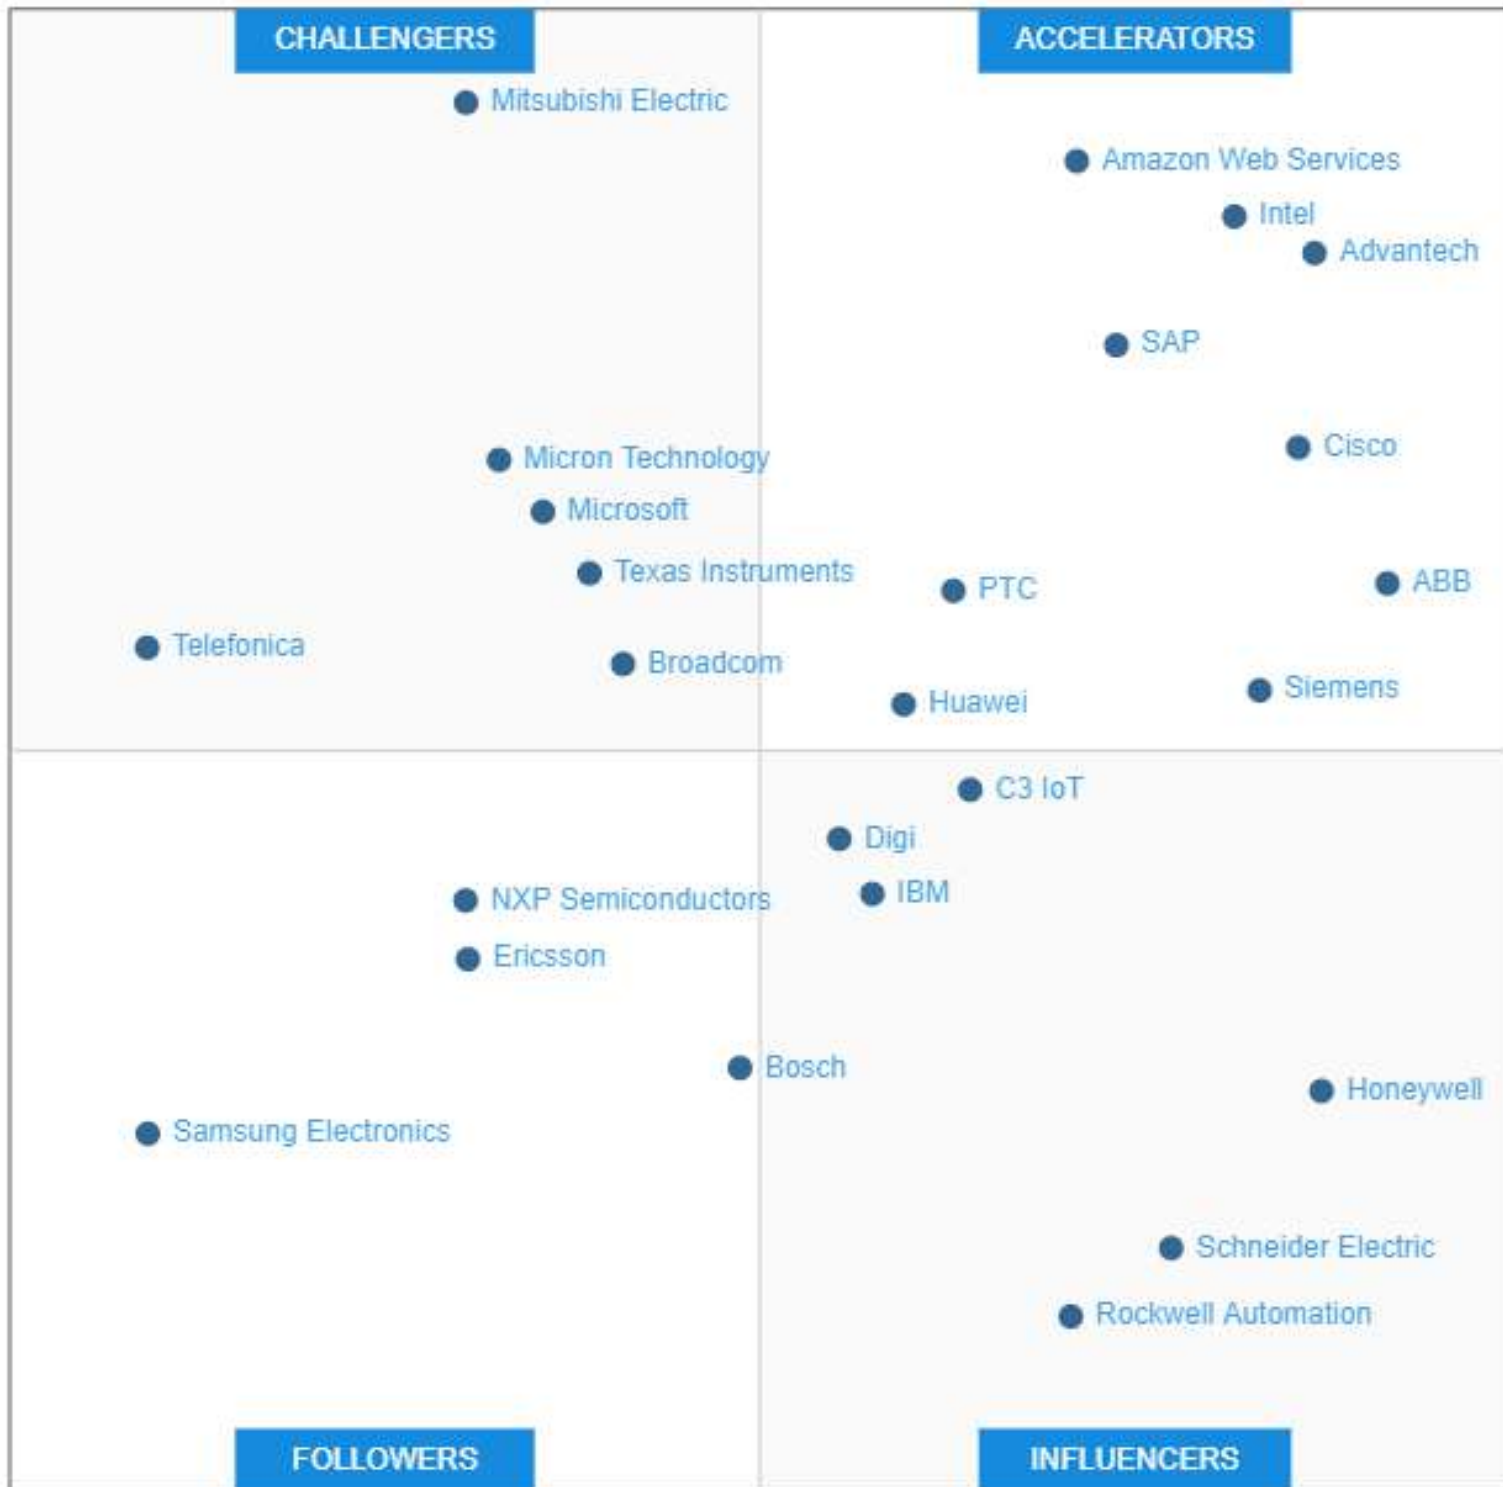 CHALLENGERS
ACCELERATORS
Mitsubishi Electric
Amazon Web Services
Intel
Advantech
SAP
Cisco
Micron Technology
Microsoft
Texas Instruments
PTC
ABB
Telefonica
Broadcom
Siemens
Huawei
C3 IoT
Digi
IBM
NXP Semiconductors
Ericsson
Bosch
Honeywell
Samsung Electronics
Schneider Electric
Rockwell Automation
FOLLOWERS
INFLUENCERS